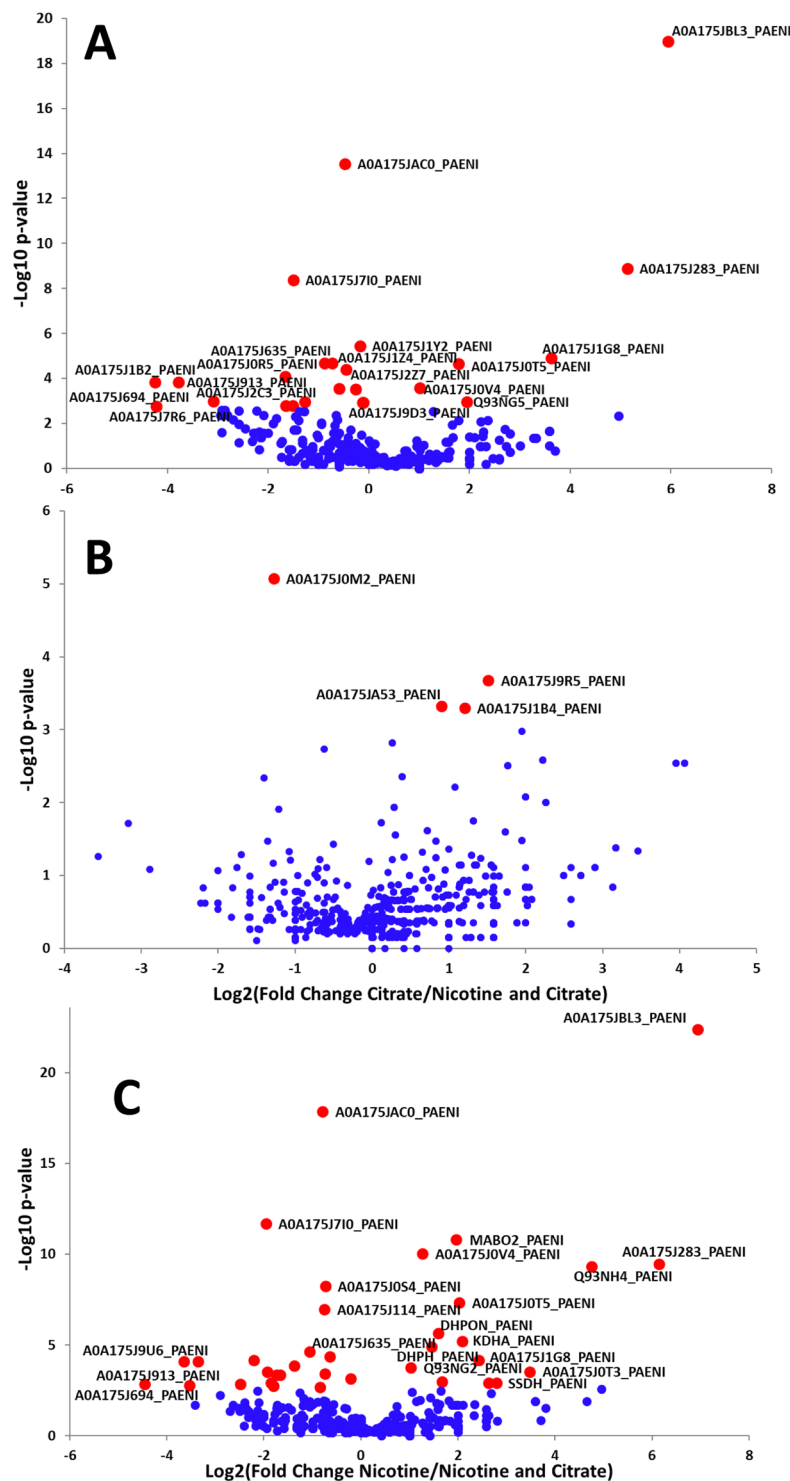 A
-Log10 p-value
20
18
16
14
12
10
8
6
4
2
0
-6
-4
-2
0
2
4
6
8
A0A175JBL3_PAENI
A0A175JAC0_PAENI
A0A175J283_PAENI
A0A175J7I0_PAENI
A0A175J1Y2_PAENI
A0A175J1G8_PAENI
A0A175J635_PAENI
A0A175J1Z4_PAENI
A0A175J0T5_PAENI
A0A175J1B2_PAENI
A0A175J0R5_PAENI
A0A175J2Z7_PAENI
A0A175J913_PAENI
A0A175J0V4_PAENI
A0A175J694_PAENI
A0A175J2C3_PAENI
Q93NG5_PAENI
A0A175J7R6_PAENI
A0A175J9D3_PAENI
B
-Log10 p-value
6
5
4
3
2
1
0
-4
-3
-2
-1
0
1
2
3
4
5
A0A175J0M2_PAENI
A0A175J9R5_PAENI
A0A175JA53_PAENI
A0A175J1B4_PAENI
Log2(Fold Change Citrate/Nicotine and Citrate)
C
-Log10 p-value
20
15
10
5
0
-6
-4
-2
0
2
4
6
8
A0A175JBL3_PAENI
A0A175JAC0_PAENI
A0A175J7I0_PAENI
MABO2_PAENI
A0A175J0V4_PAENI
A0A175J283_PAENI
Q93NH4_PAENI
A0A175J0S4_PAENI
A0A175J0T5_PAENI
A0A175J114_PAENI
DHPON_PAENI
A0A175J635_PAENI
KDHA_PAENI
A0A175J9U6_PAENI
DHPH_PAENI
A0A175J1G8_PAENI
A0A175J913_PAENI
Q93NG2_PAENI
A0A175J0T3_PAENI
A0A175J694_PAENI
SSDH_PAENI
Log2(Fold Change Nicotine/Nicotine and Citrate)